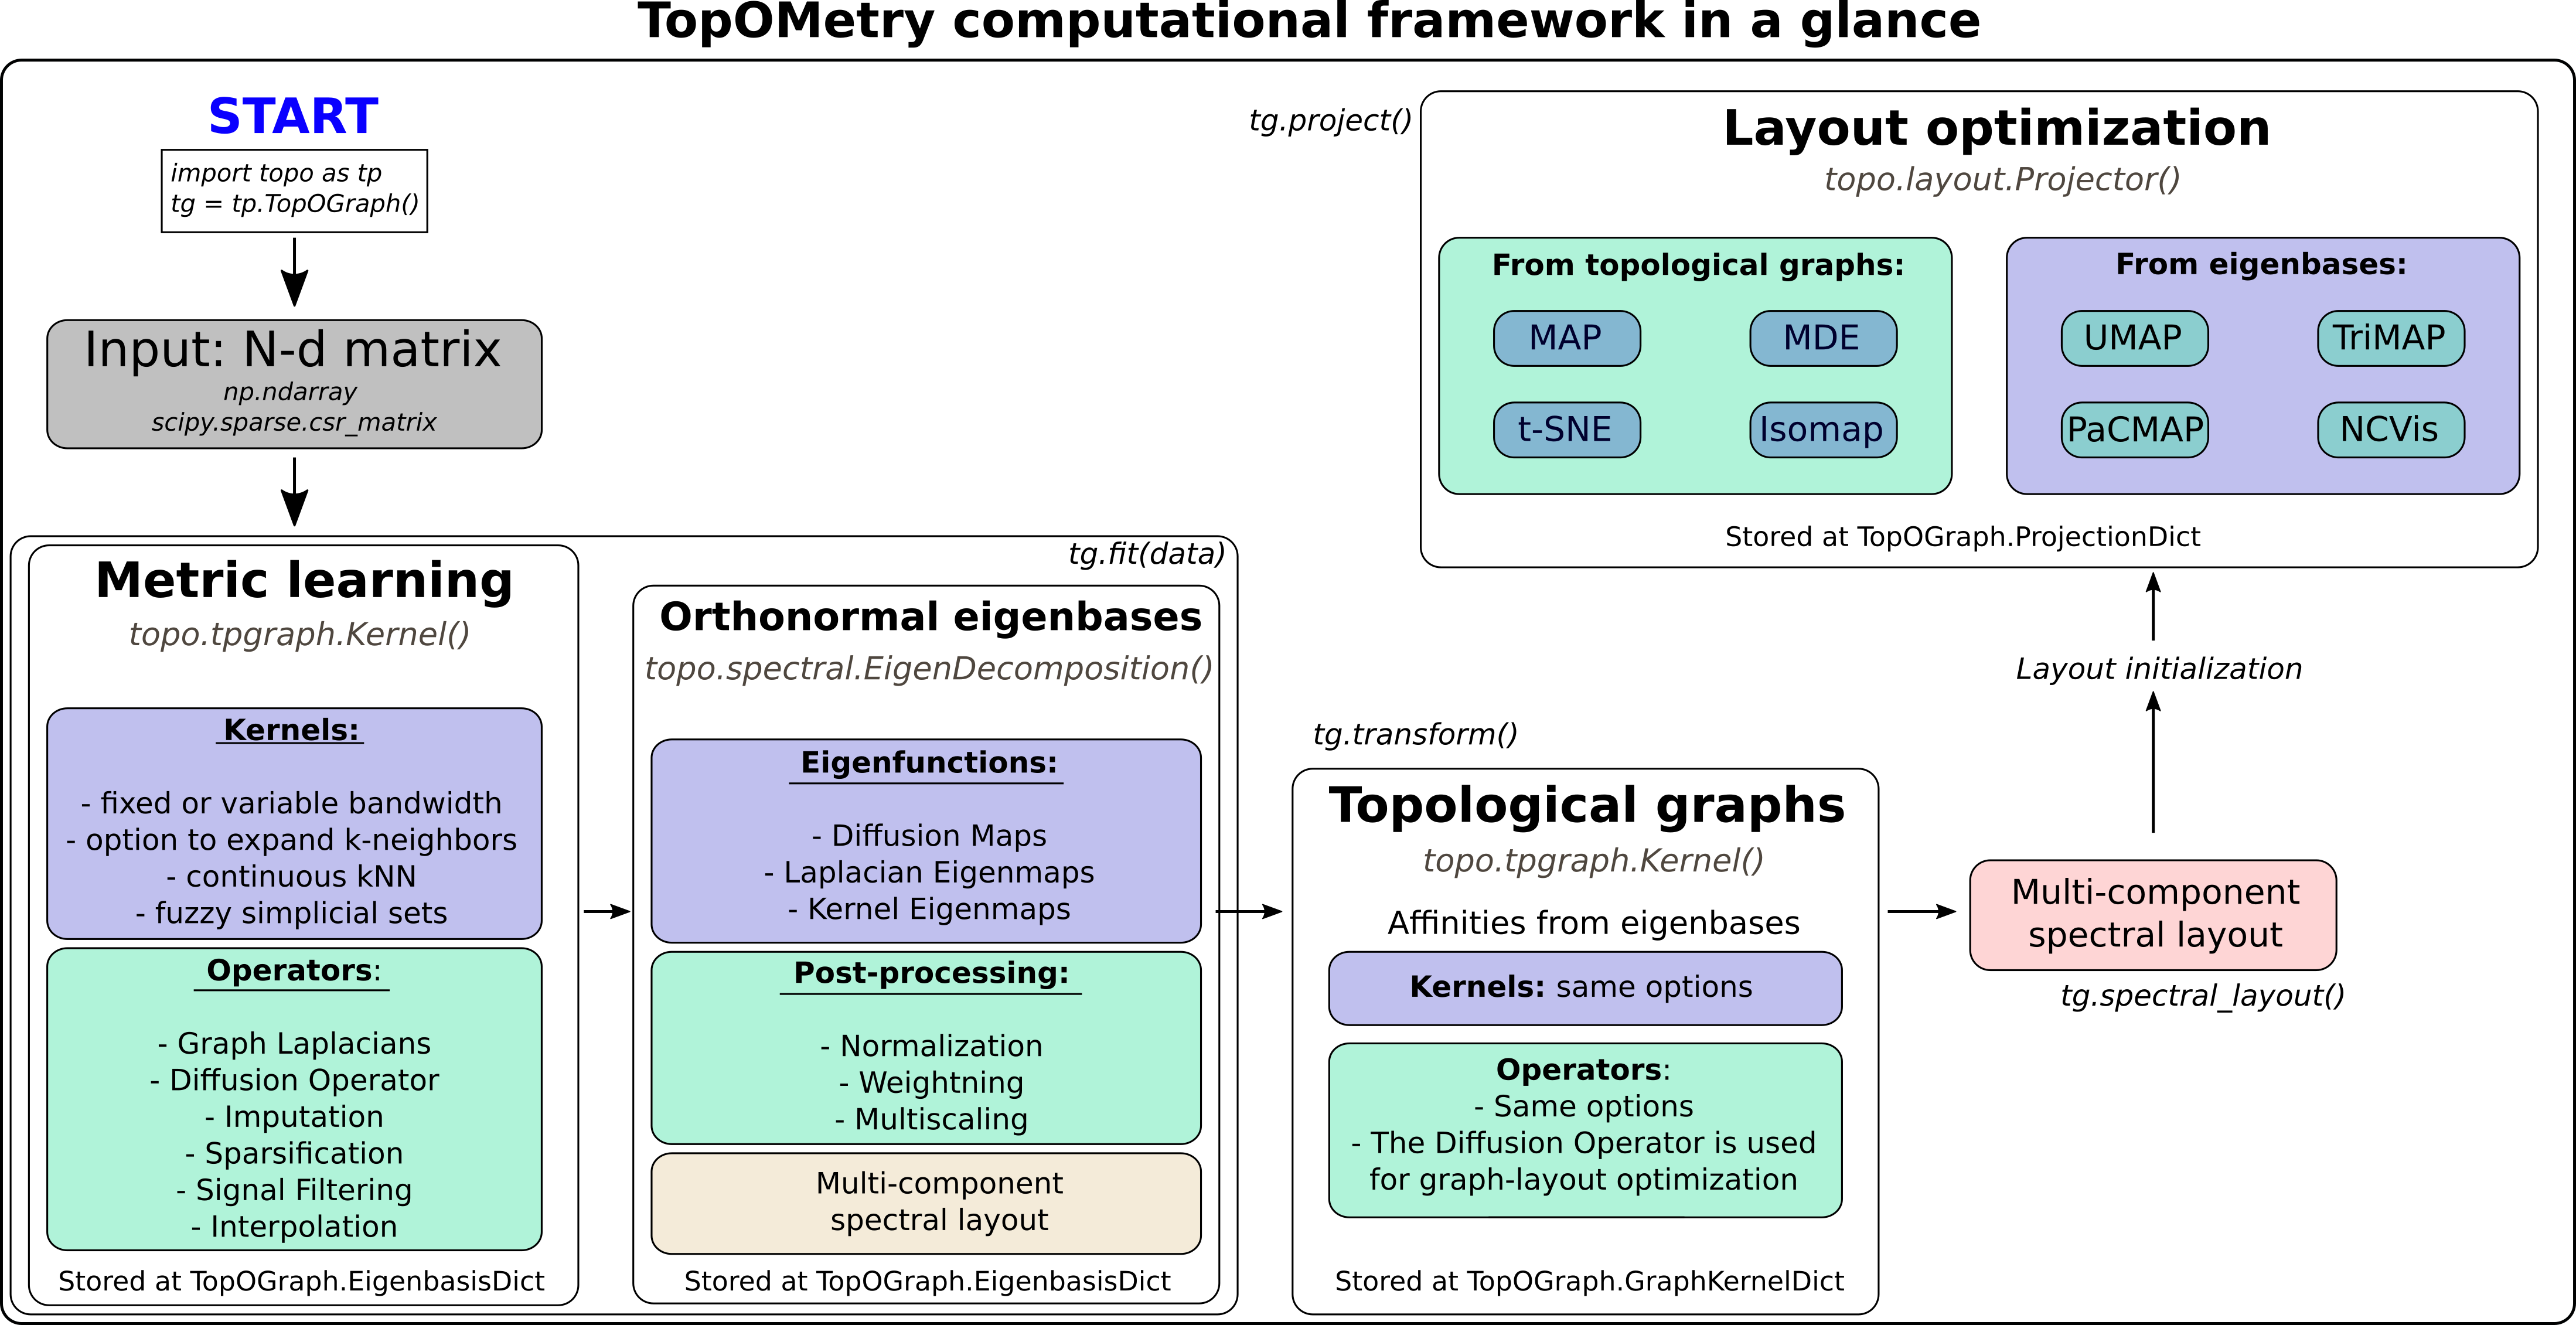 TopOMetry computational framework in a glance
START
import topo as tp
tg = tp.TopOGraph()
Input: N-d matrix
np.ndarray
scipy.sparse.csr_matrix
tg.fit(data)
Metric learning
topo.tpgraph.Kernel()
Kernels:
- fixed or variable bandwidth
- option to expand k-neighbors
- continuous kNN
- fuzzy simplicial sets
Operators:
- Graph Laplacians
- Diffusion Operator
- Imputation
- Sparsification
- Signal Filtering
- Interpolation
Stored at TopOGraph.EigenbasisDict
Orthonormal eigenbases
topo.spectral.EigenDecomposition()
Eigenfunctions:
- Diffusion Maps
- Laplacian Eigenmaps
- Kernel Eigenmaps
Post-processing:
- Normalization
- Weightning
- Multiscaling
Multi-component
spectral layout
Stored at TopOGraph.EigenbasisDict
tg.transform()
Topological graphs
topo.tpgraph.Kernel()
Affinities from eigenbases
Kernels: same options
Operators:
- Same options
- The Diffusion Operator is used
for graph-layout optimization
Stored at TopOGraph.GraphKernelDict
Multi-component
spectral layout
tg.spectral_layout()
Layout initialization
tg.project()
Layout optimization
topo.layout.Projector()
From topological graphs:
MAP
MDE
t-SNE
Isomap
From eigenbases:
UMAP
TriMAP
PaCMAP
NCVis
Stored at TopOGraph.ProjectionDict